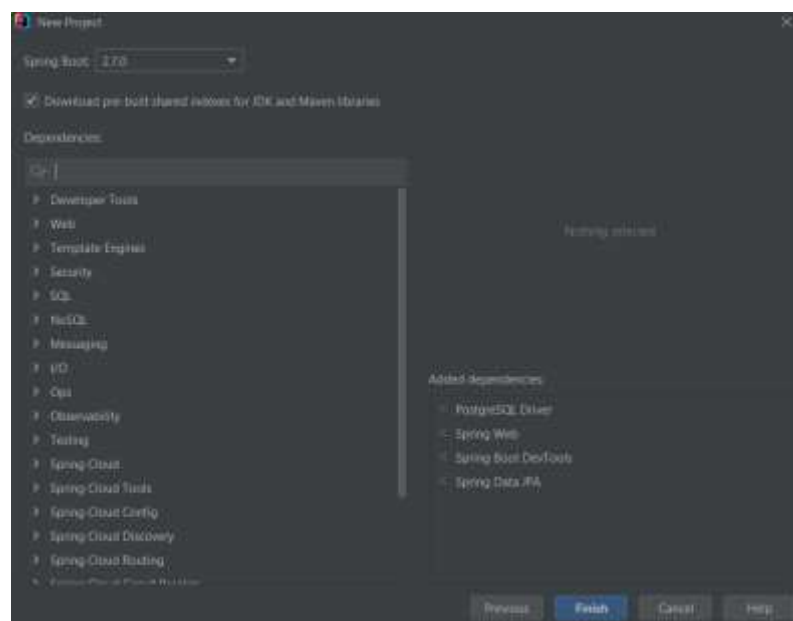 New Project
Spring Boot: 2.7.0
Download pre-built shared indexes for JDK and Maven libraries
Dependencies:
Developer Tools
Web
Template Engines
Security
SQL
NoSQL
Messaging
I/O
Ops
Observability
Testing
Spring Cloud
Spring Cloud Tools
Spring Cloud Config
Spring Cloud Discovery
Spring Cloud Routing
Nothing selected
Added dependencies:
PostgreSQL Driver
Spring Web
Spring Boot DevTools
Spring Data JPA
Previous Finish Cancel Help